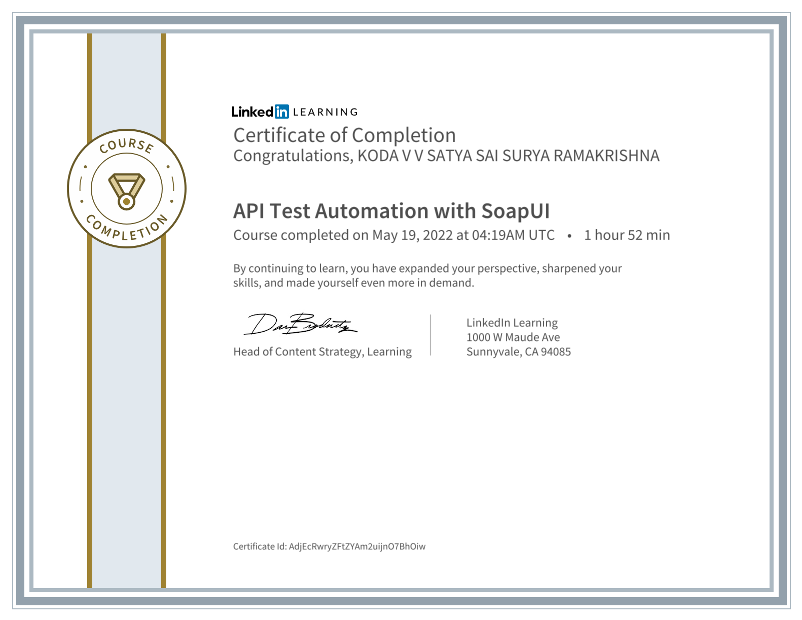 LinkedIn LEARNING
Certificate of Completion
Congratulations, KODA V V SATYA SAI SURYA RAMAKRISHNA
COURSE
COMPLETION
API Test Automation with SoapUI
Course completed on May 19, 2022 at 04:19AM UTC • 1 hour 52 min
By continuing to learn, you have expanded your perspective, sharpened your
skills, and made yourself even more in demand.
Head of Content Strategy, Learning
LinkedIn Learning
1000 W Maude Ave
Sunnyvale, CA 94085
Certificate Id: AdjEcRwryZFtZYAm2uijnO7BhOiw